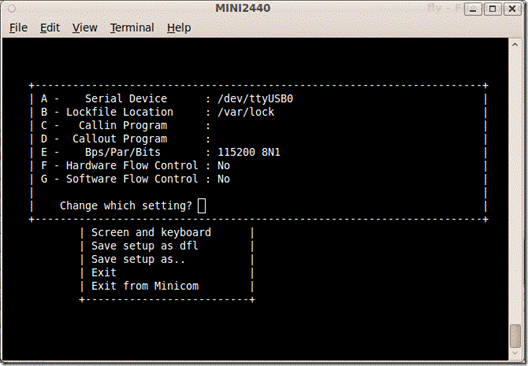 MINI2440
File Edit View Terminal Help
A - Serial Device : /dev/ttyUSB0
B - Lockfile Location : /var/lock
C - Callin Program :
D - Callout Program :
E - Bps/Par/Bits : 115200 8N1
F - Hardware Flow Control : No
G - Software Flow Control : No
Change which setting?
Screen and keyboard
Save setup as dfl
Save setup as..
Exit
Exit from Minicom